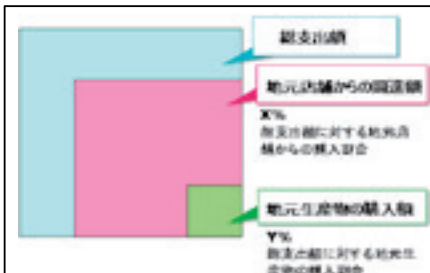 総支出額
地元店舗からの調達額
X%
総支出額に対する地元店
舗からの購入割合
地元生産物の購入額
Y%
総支出額に対する地元生
産物の購入割合